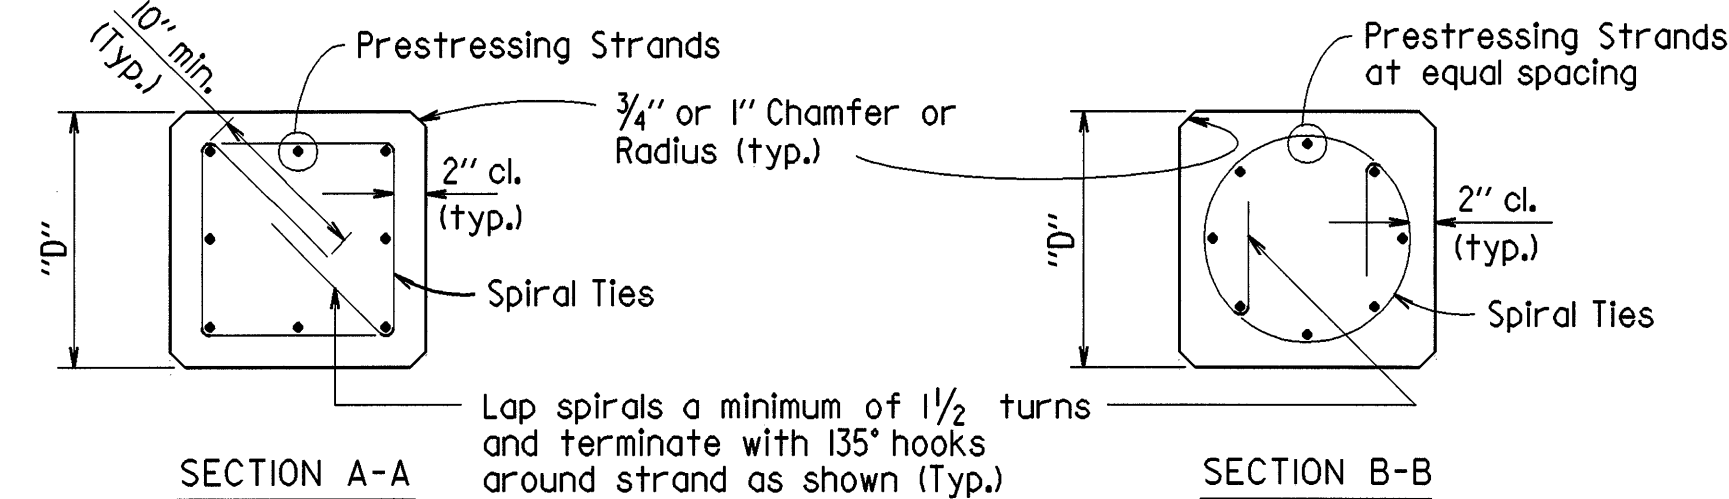 10" min.
(Typ.)
Prestressing Strands
3/4" or 1" Chamfer or
Radius (typ.)
2" cl.
(typ.)
"D"
Spiral Ties
Prestressing Strands
at equal spacing
"D"
2" cl.
(typ.)
Spiral Ties
Lap spirals a minimum of 1 1/2 turns
and terminate with 135° hooks
around strand as shown (Typ.)
SECTION A-A
SECTION B-B